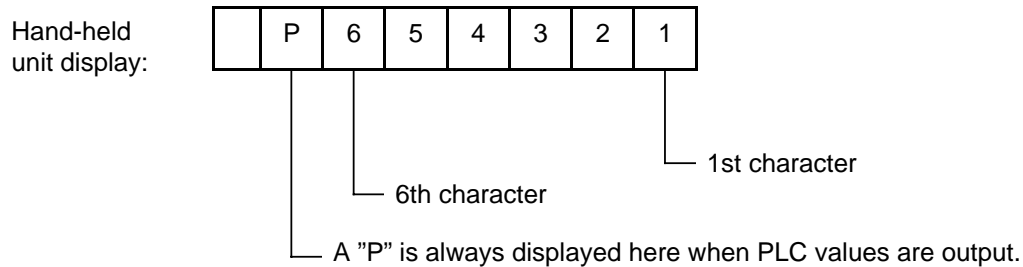 Hand-held
unit display:
P 6 5 4 3 2 1
1st character
6th character
A ”P” is always displayed here when PLC values are output.